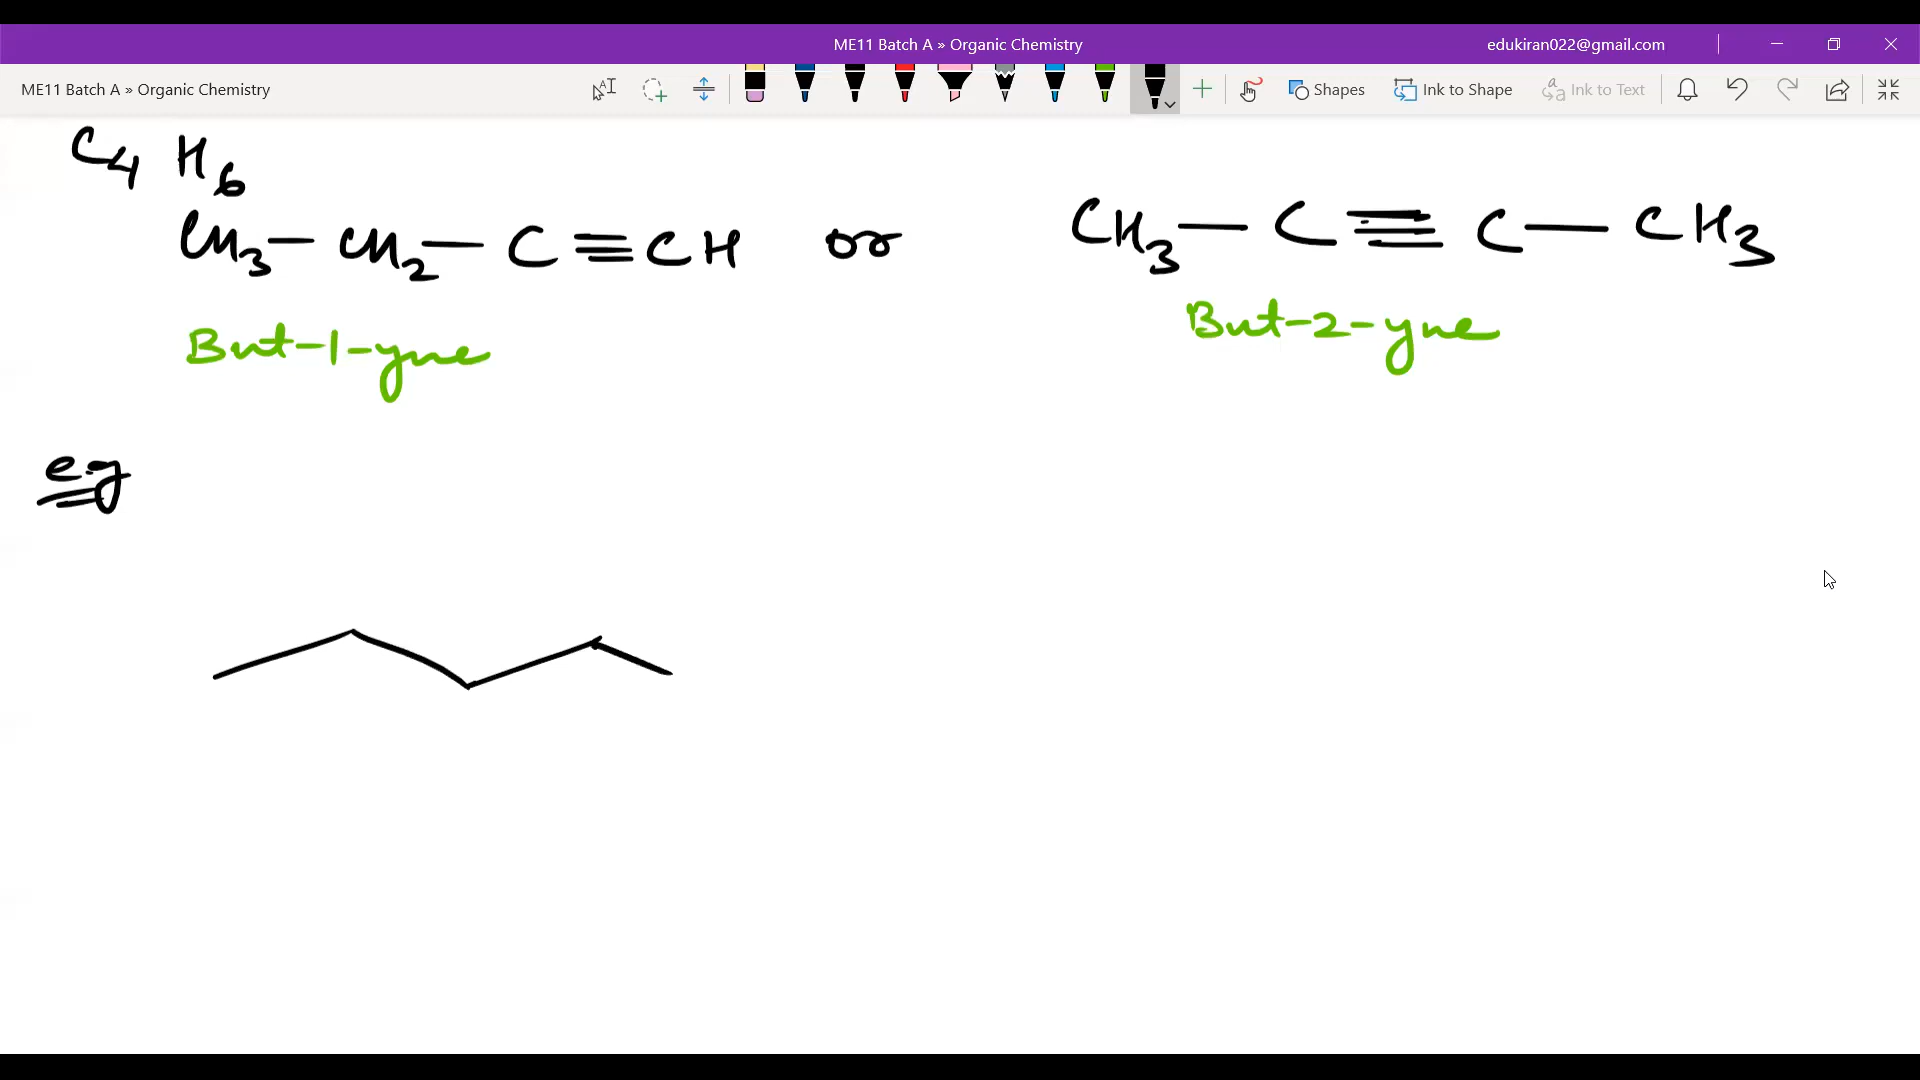 ME11 Batch A » Organic Chemistry
edukiran022@gmail.com
ME11 Batch A » Organic Chemistry
Shapes
Ink to Shape
Ink to Text
C4 H6
CH3 — CH2 — C ≡ CH or CH3 — C ≡ C — CH3
But-1-yne
But-2-yne
e.g